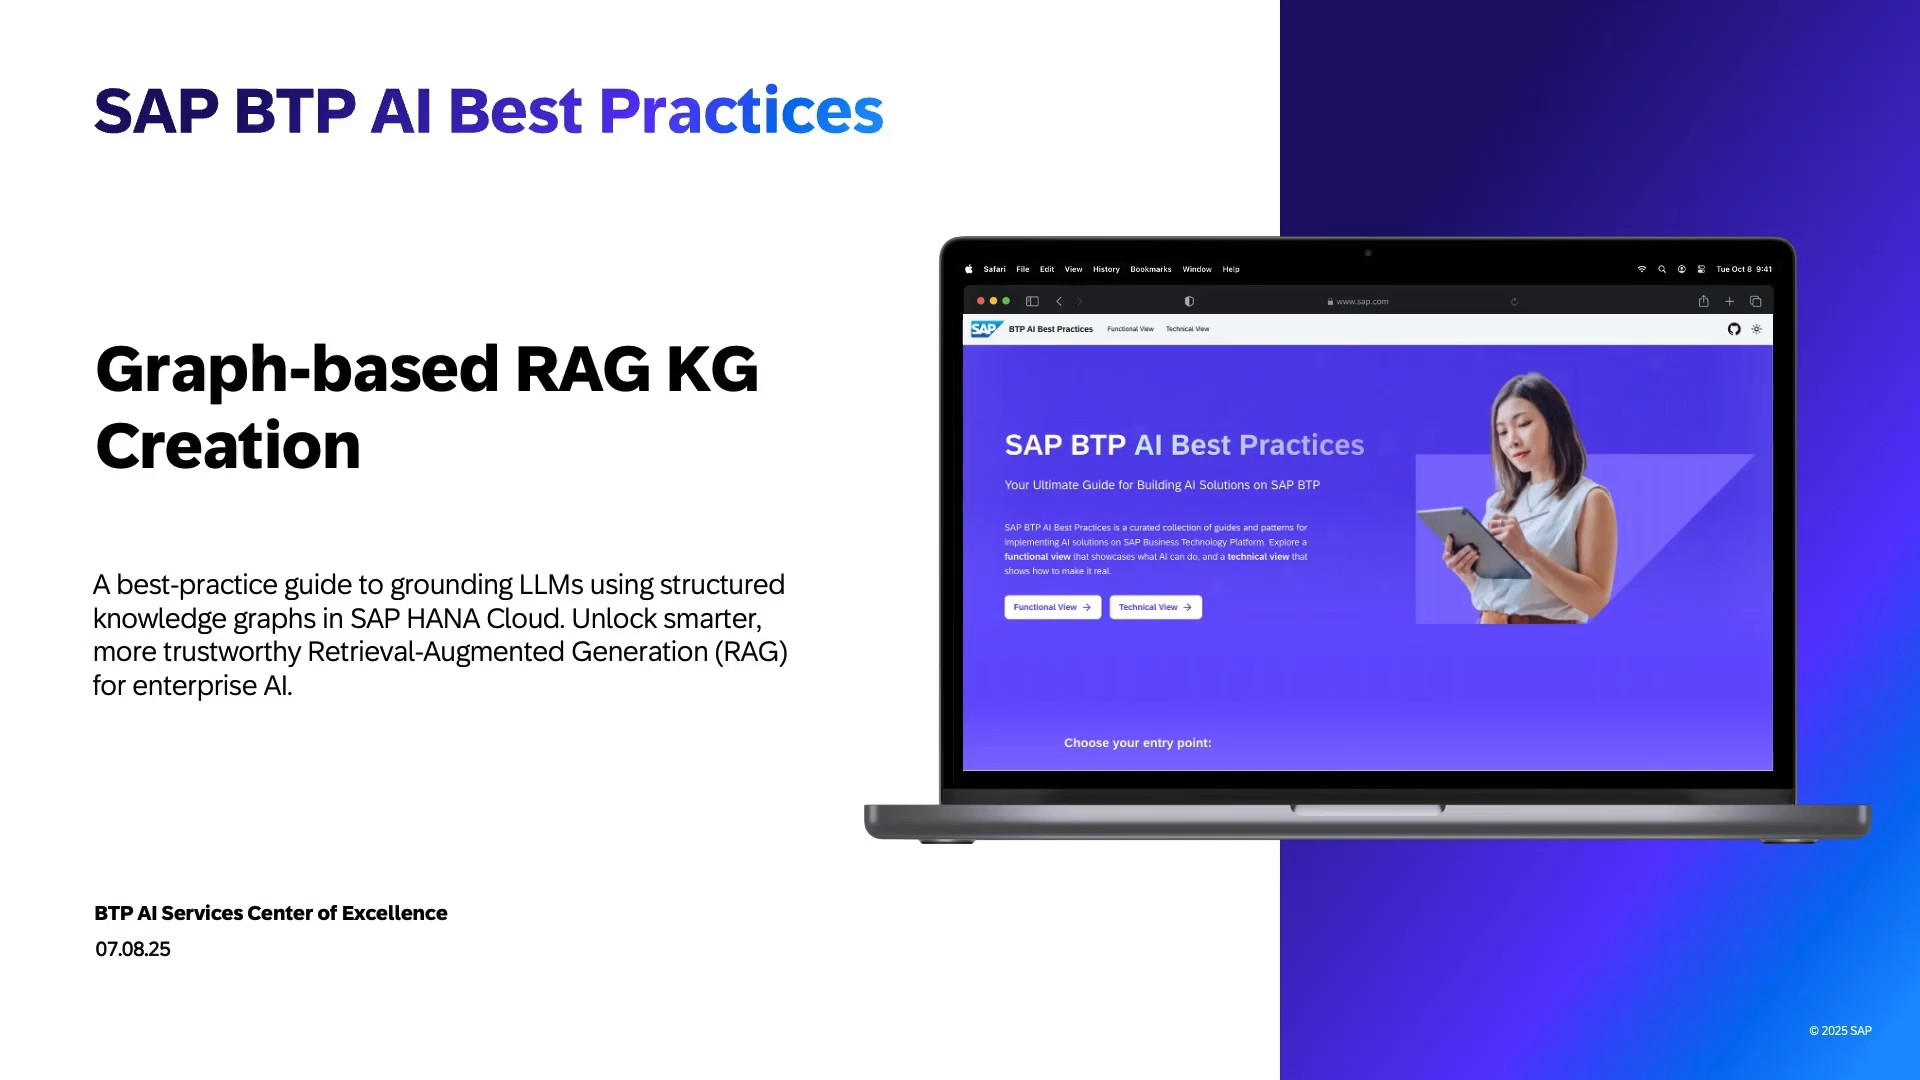 SAP BTP AI Best Practices
Graph-based RAG KG
Creation
A best-practice guide to grounding LLMs using structured
knowledge graphs in SAP HANA Cloud. Unlock smarter,
more trustworthy Retrieval-Augmented Generation (RAG)
for enterprise AI.
BTP AI Services Center of Excellence
07.08.25
Safari File Edit View History Bookmarks Window Help Tue Oct 8 9:41
www.sap.com
SAP BTP AI Best Practices Functional View Technical View
SAP BTP AI Best Practices
Your Ultimate Guide for Building AI Solutions on SAP BTP
SAP BTP AI Best Practices is a curated collection of guides and patterns for
implementing AI solutions on SAP Business Technology Platform. Explore a
functional view that showcases what AI can do, and a technical view that
shows how to make it real.
Functional View → Technical View →
Choose your entry point:
© 2025 SAP